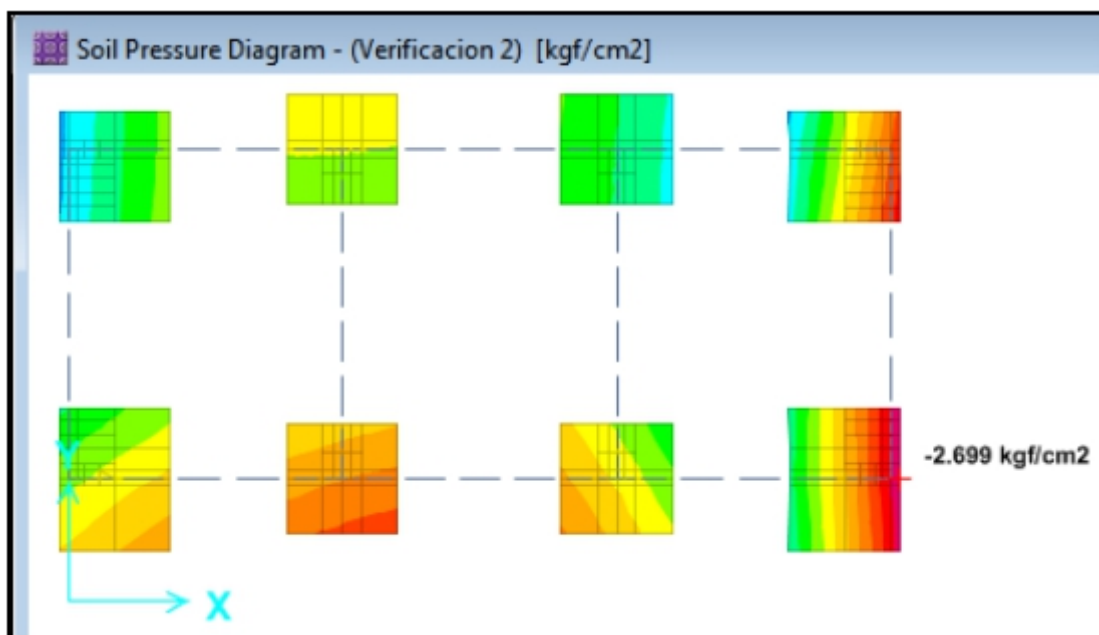 Soil Pressure Diagram - (Verificacion 2) [kgf/cm2]
Y
-2.699 kgf/cm2
X